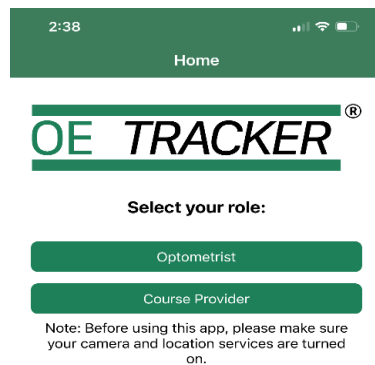 2:38
Home
OE TRACKER®
Select your role:
Optometrist
Course Provider
Note: Before using this app, please make sure
your camera and location services are turned
on.